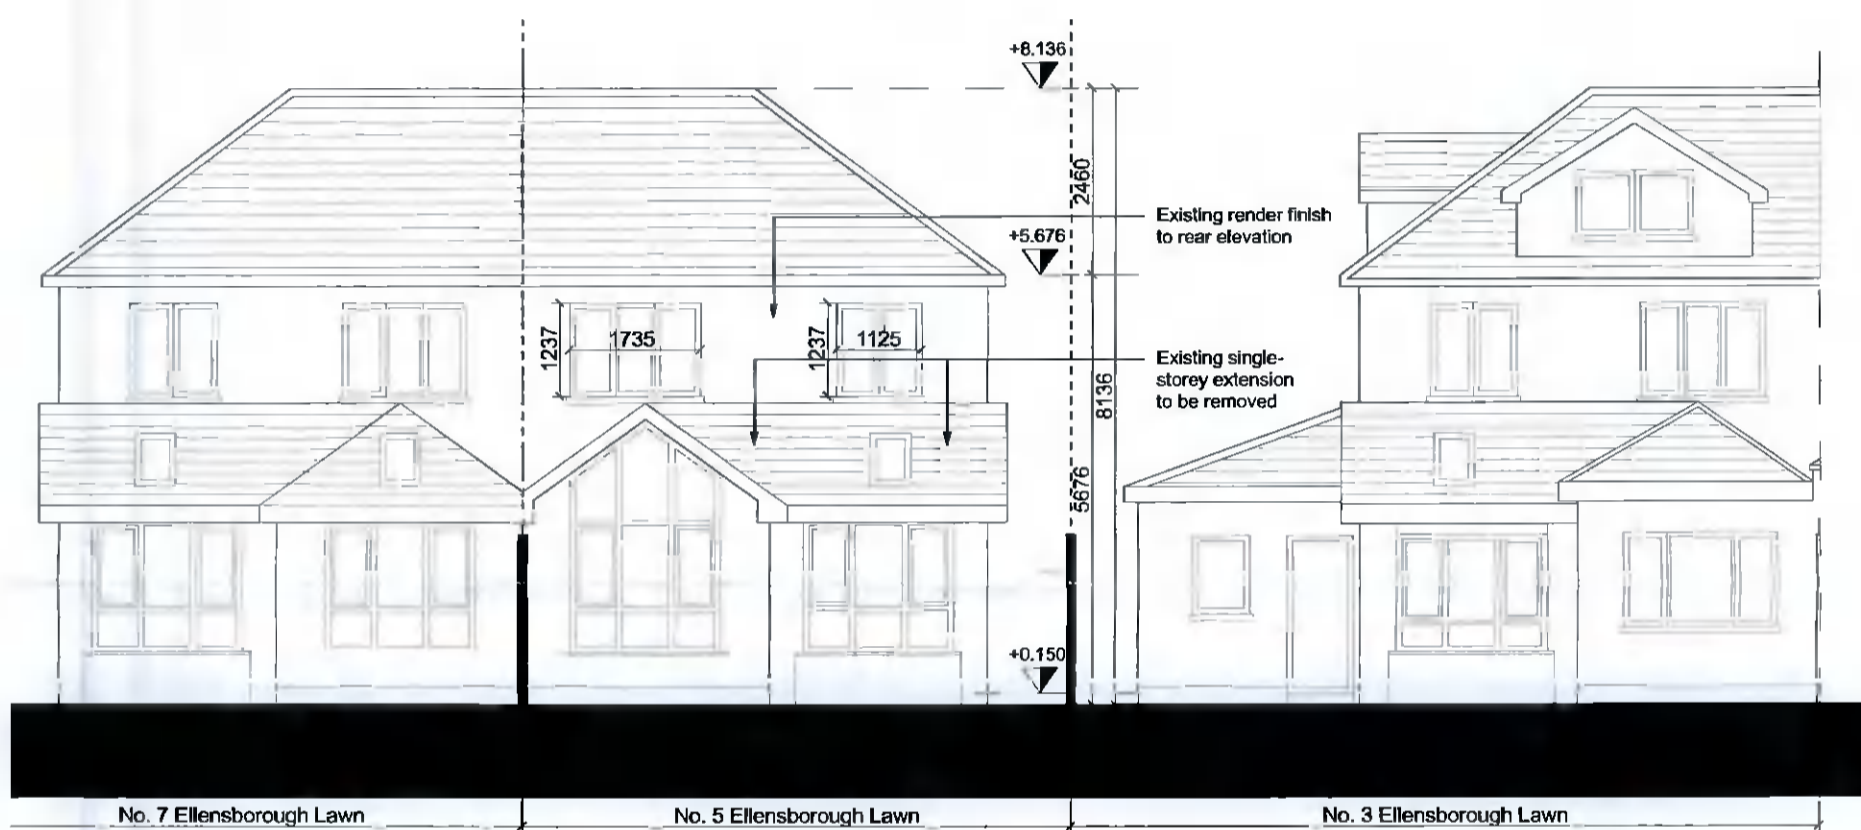 +8.136
2460
Existing render finish
to rear elevation
+5.676
1237
1735
1237
1125
Existing single-
storey extension
to be removed
8136
5676
+0.150
No. 7 Ellensborough Lawn
No. 5 Ellensborough Lawn
No. 3 Ellensborough Lawn